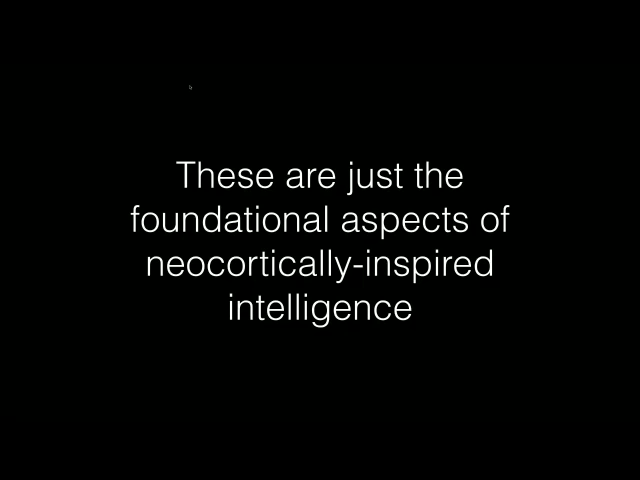 These are just the
foundational aspects of
neocortically-inspired
intelligence